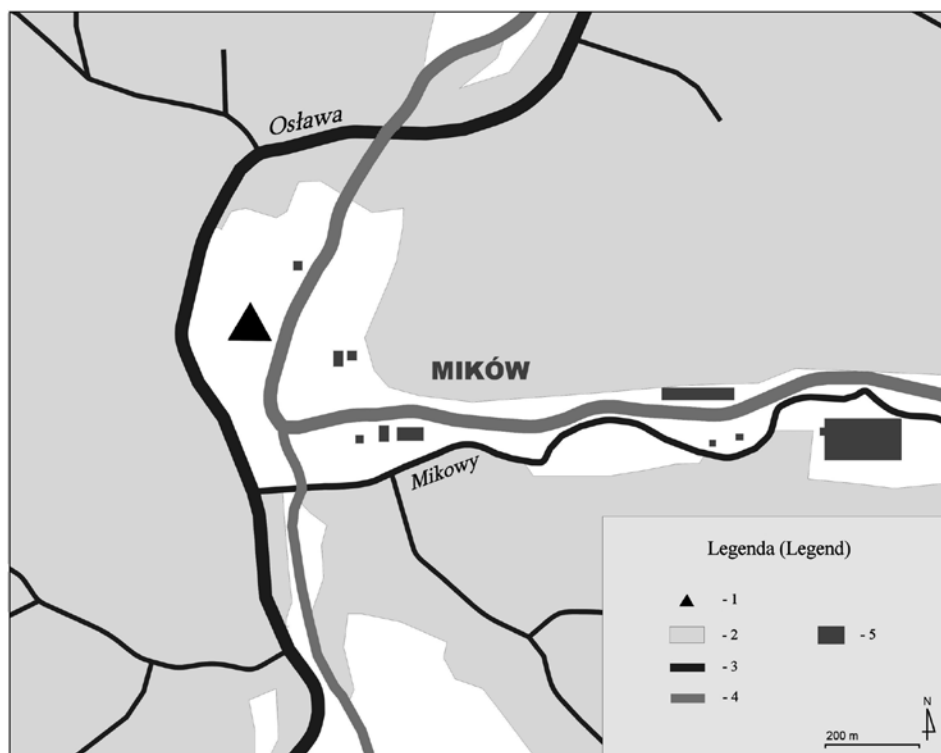 Osława
MIKÓW
Mikowy
Legenda (Legend)
- 1
- 2
- 5
- 3
- 4
N
200 m